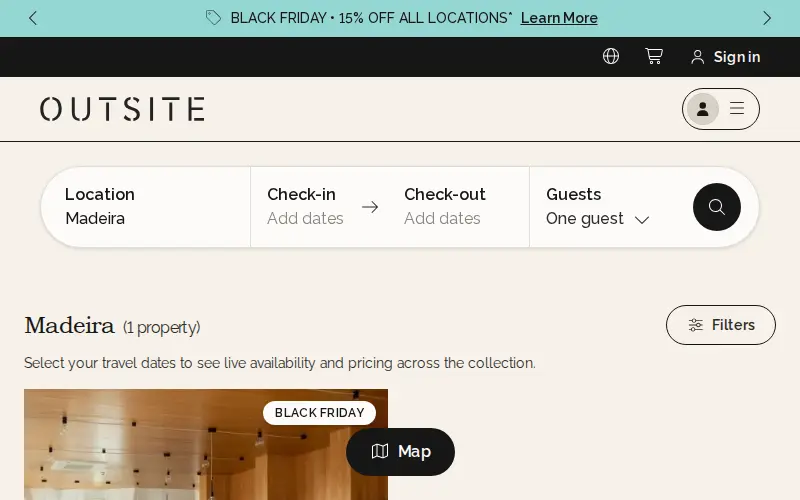 BLACK FRIDAY • 15% OFF ALL LOCATIONS* Learn More
Sign in
OUTSITE
Location
Madeira
Check-in
Add dates
Check-out
Add dates
Guests
One guest
Madeira (1 property)
Filters
Select your travel dates to see live availability and pricing across the collection.
BLACK FRIDAY
Map